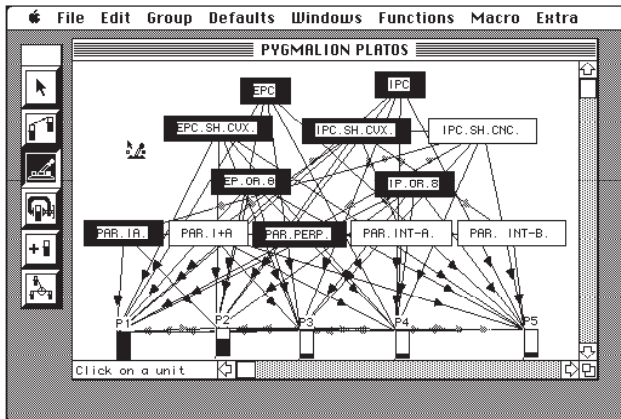 File Edit Group Defaults Windows Functions Macro Extra
PYGMALION PLATOS
EPC IPC
EPC.SH.CVX. IPC.SH.CVX. IPC.SH.CNC.
EP.OR.8 IP.OR.8
PAR.IA. PAR.I+A PAR.PERP. PAR.INT-A. PAR. INT-B.
P1 P2 P3 P4 P5
Click on a unit